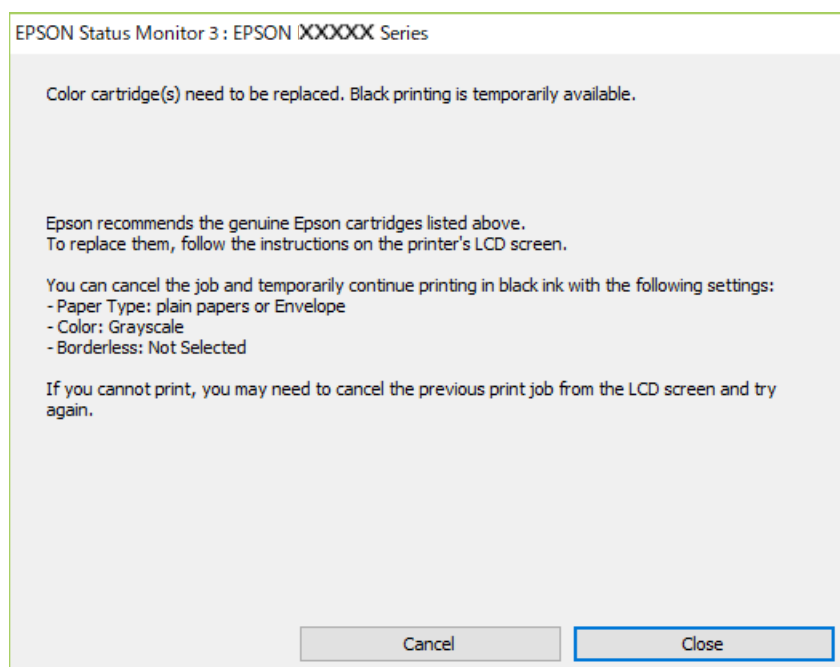 EPSON Status Monitor 3 : EPSON XXXXX Series
Color cartridge(s) need to be replaced. Black printing is temporarily available.
Epson recommends the genuine Epson cartridges listed above.
To replace them, follow the instructions on the printer's LCD screen.
You can cancel the job and temporarily continue printing in black ink with the following settings:
- Paper Type: plain papers or Envelope
- Color: Grayscale
- Borderless: Not Selected
If you cannot print, you may need to cancel the previous print job from the LCD screen and try
again.
Cancel
Close